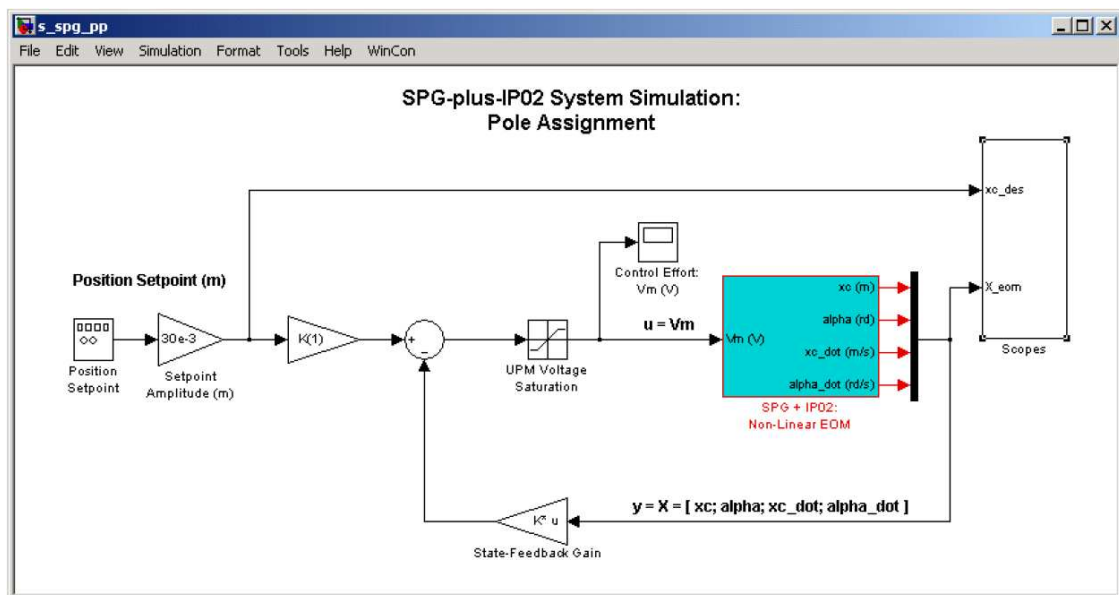 s_spg_pp
File Edit View Simulation Format Tools Help WinCon
SPG-plus-IP02 System Simulation:
Pole Assignment
xc_des
Position Setpoint (m)
Control Effort:
Vm (V)
xc (m)
X_eom
30e-3
K(1)
+
-
u = Vm
Vm (V)
alpha (rd)
xc_dot (m/s)
alpha_dot (rd/s)
Scopes
Position
Setpoint
Setpoint
Amplitude (m)
UPM Voltage
Saturation
SPG + IP02:
Non-Linear EOM
y = X = [ xc; alpha; xc_dot; alpha_dot ]
K* u
State-Feedback Gain